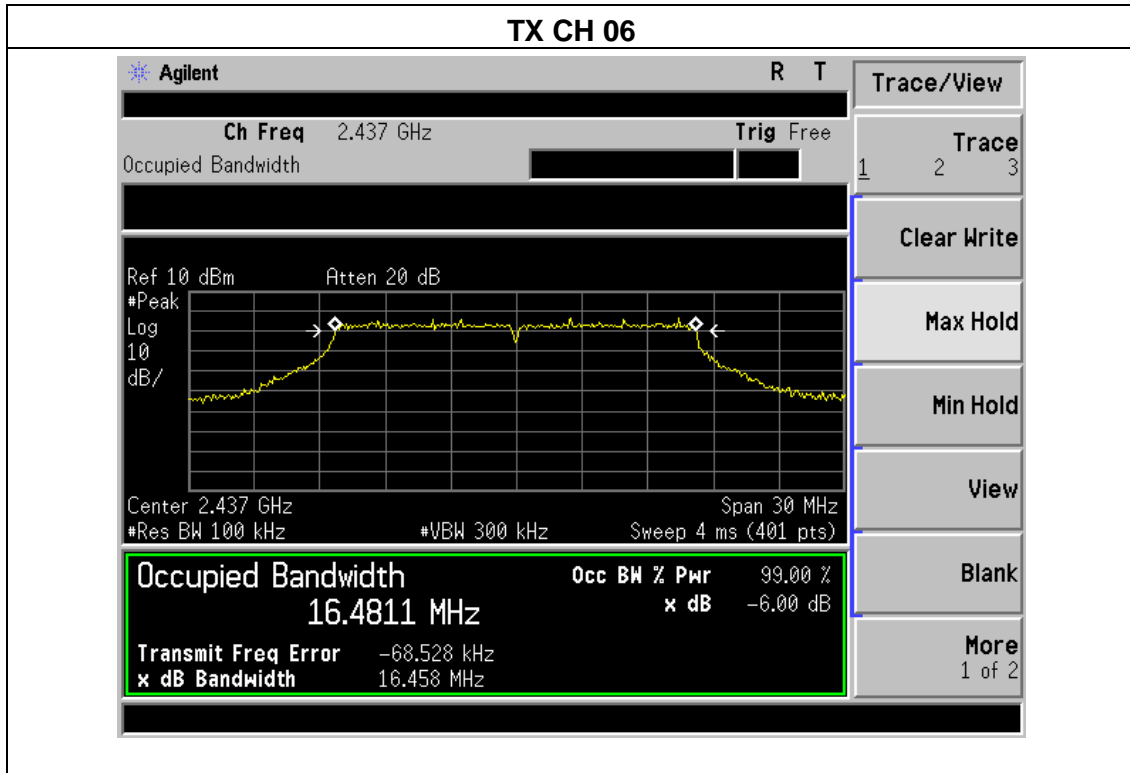 TX CH 06
Agilent R T
Trace/View
Ch Freq 2.437 GHz Trig Free
Occupied Bandwidth
Trace
1 2 3
Clear Write
Ref 10 dBm Atten 20 dB
#Peak
Log
10
dB/
Max Hold
Min Hold
View
Center 2.437 GHz Span 30 MHz
#Res BW 100 kHz #VBW 300 kHz Sweep 4 ms (401 pts)
Occupied Bandwidth Occ BW % Pwr 99.00 %
16.4811 MHz x dB -6.00 dB
Blank
Transmit Freq Error -68.528 kHz
x dB Bandwidth 16.458 MHz
More
1 of 2